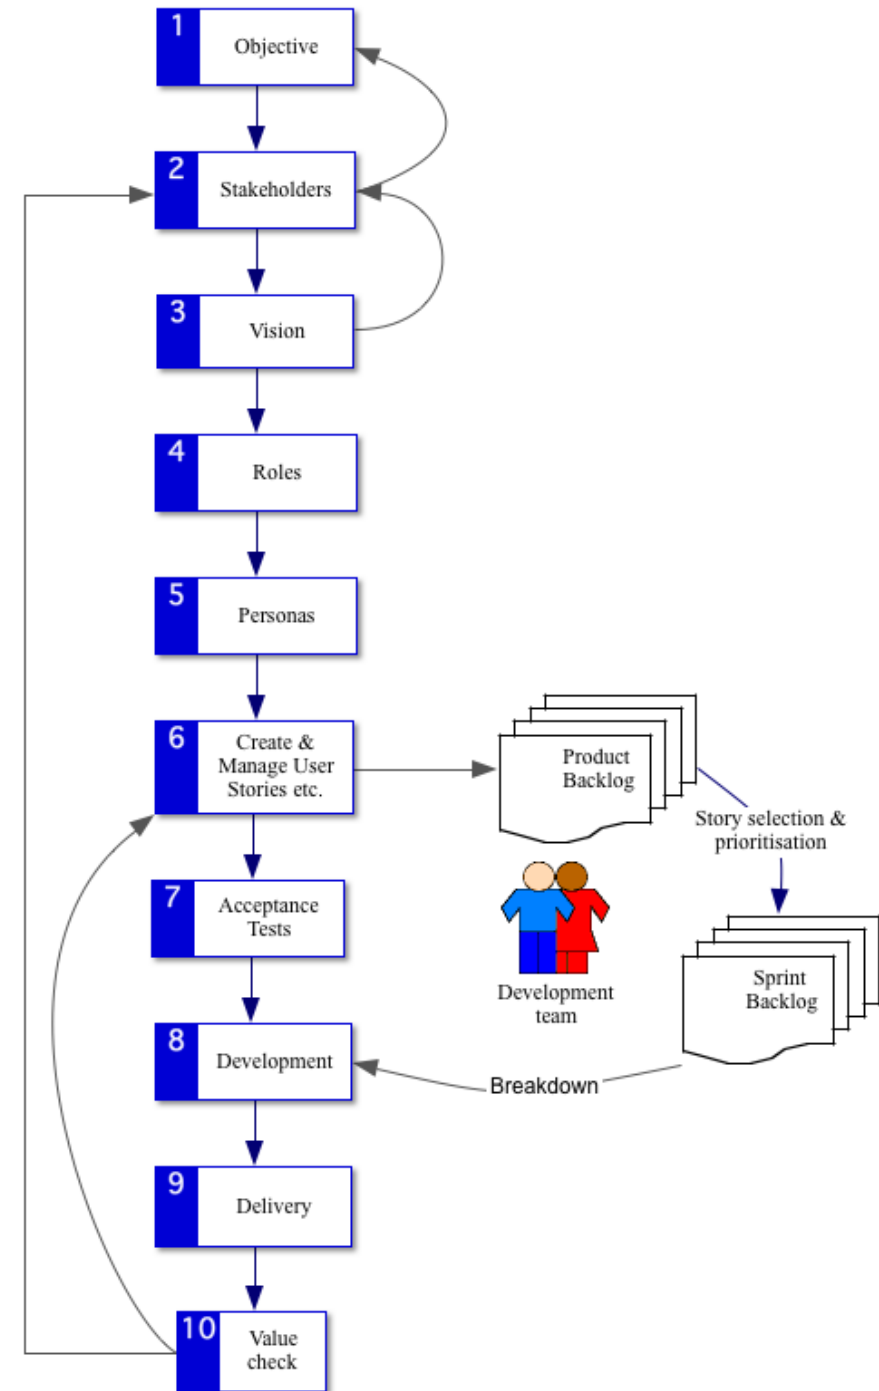 1
Objective
2
Stakeholders
3
Vision
4
Roles
5
Personas
6
Create &
Manage User
Stories etc.
Product
Backlog
Story selection &
prioritisation
7
Acceptance
Tests
Development
team
Sprint
Backlog
8
Development
Breakdown
9
Delivery
10
Value
check